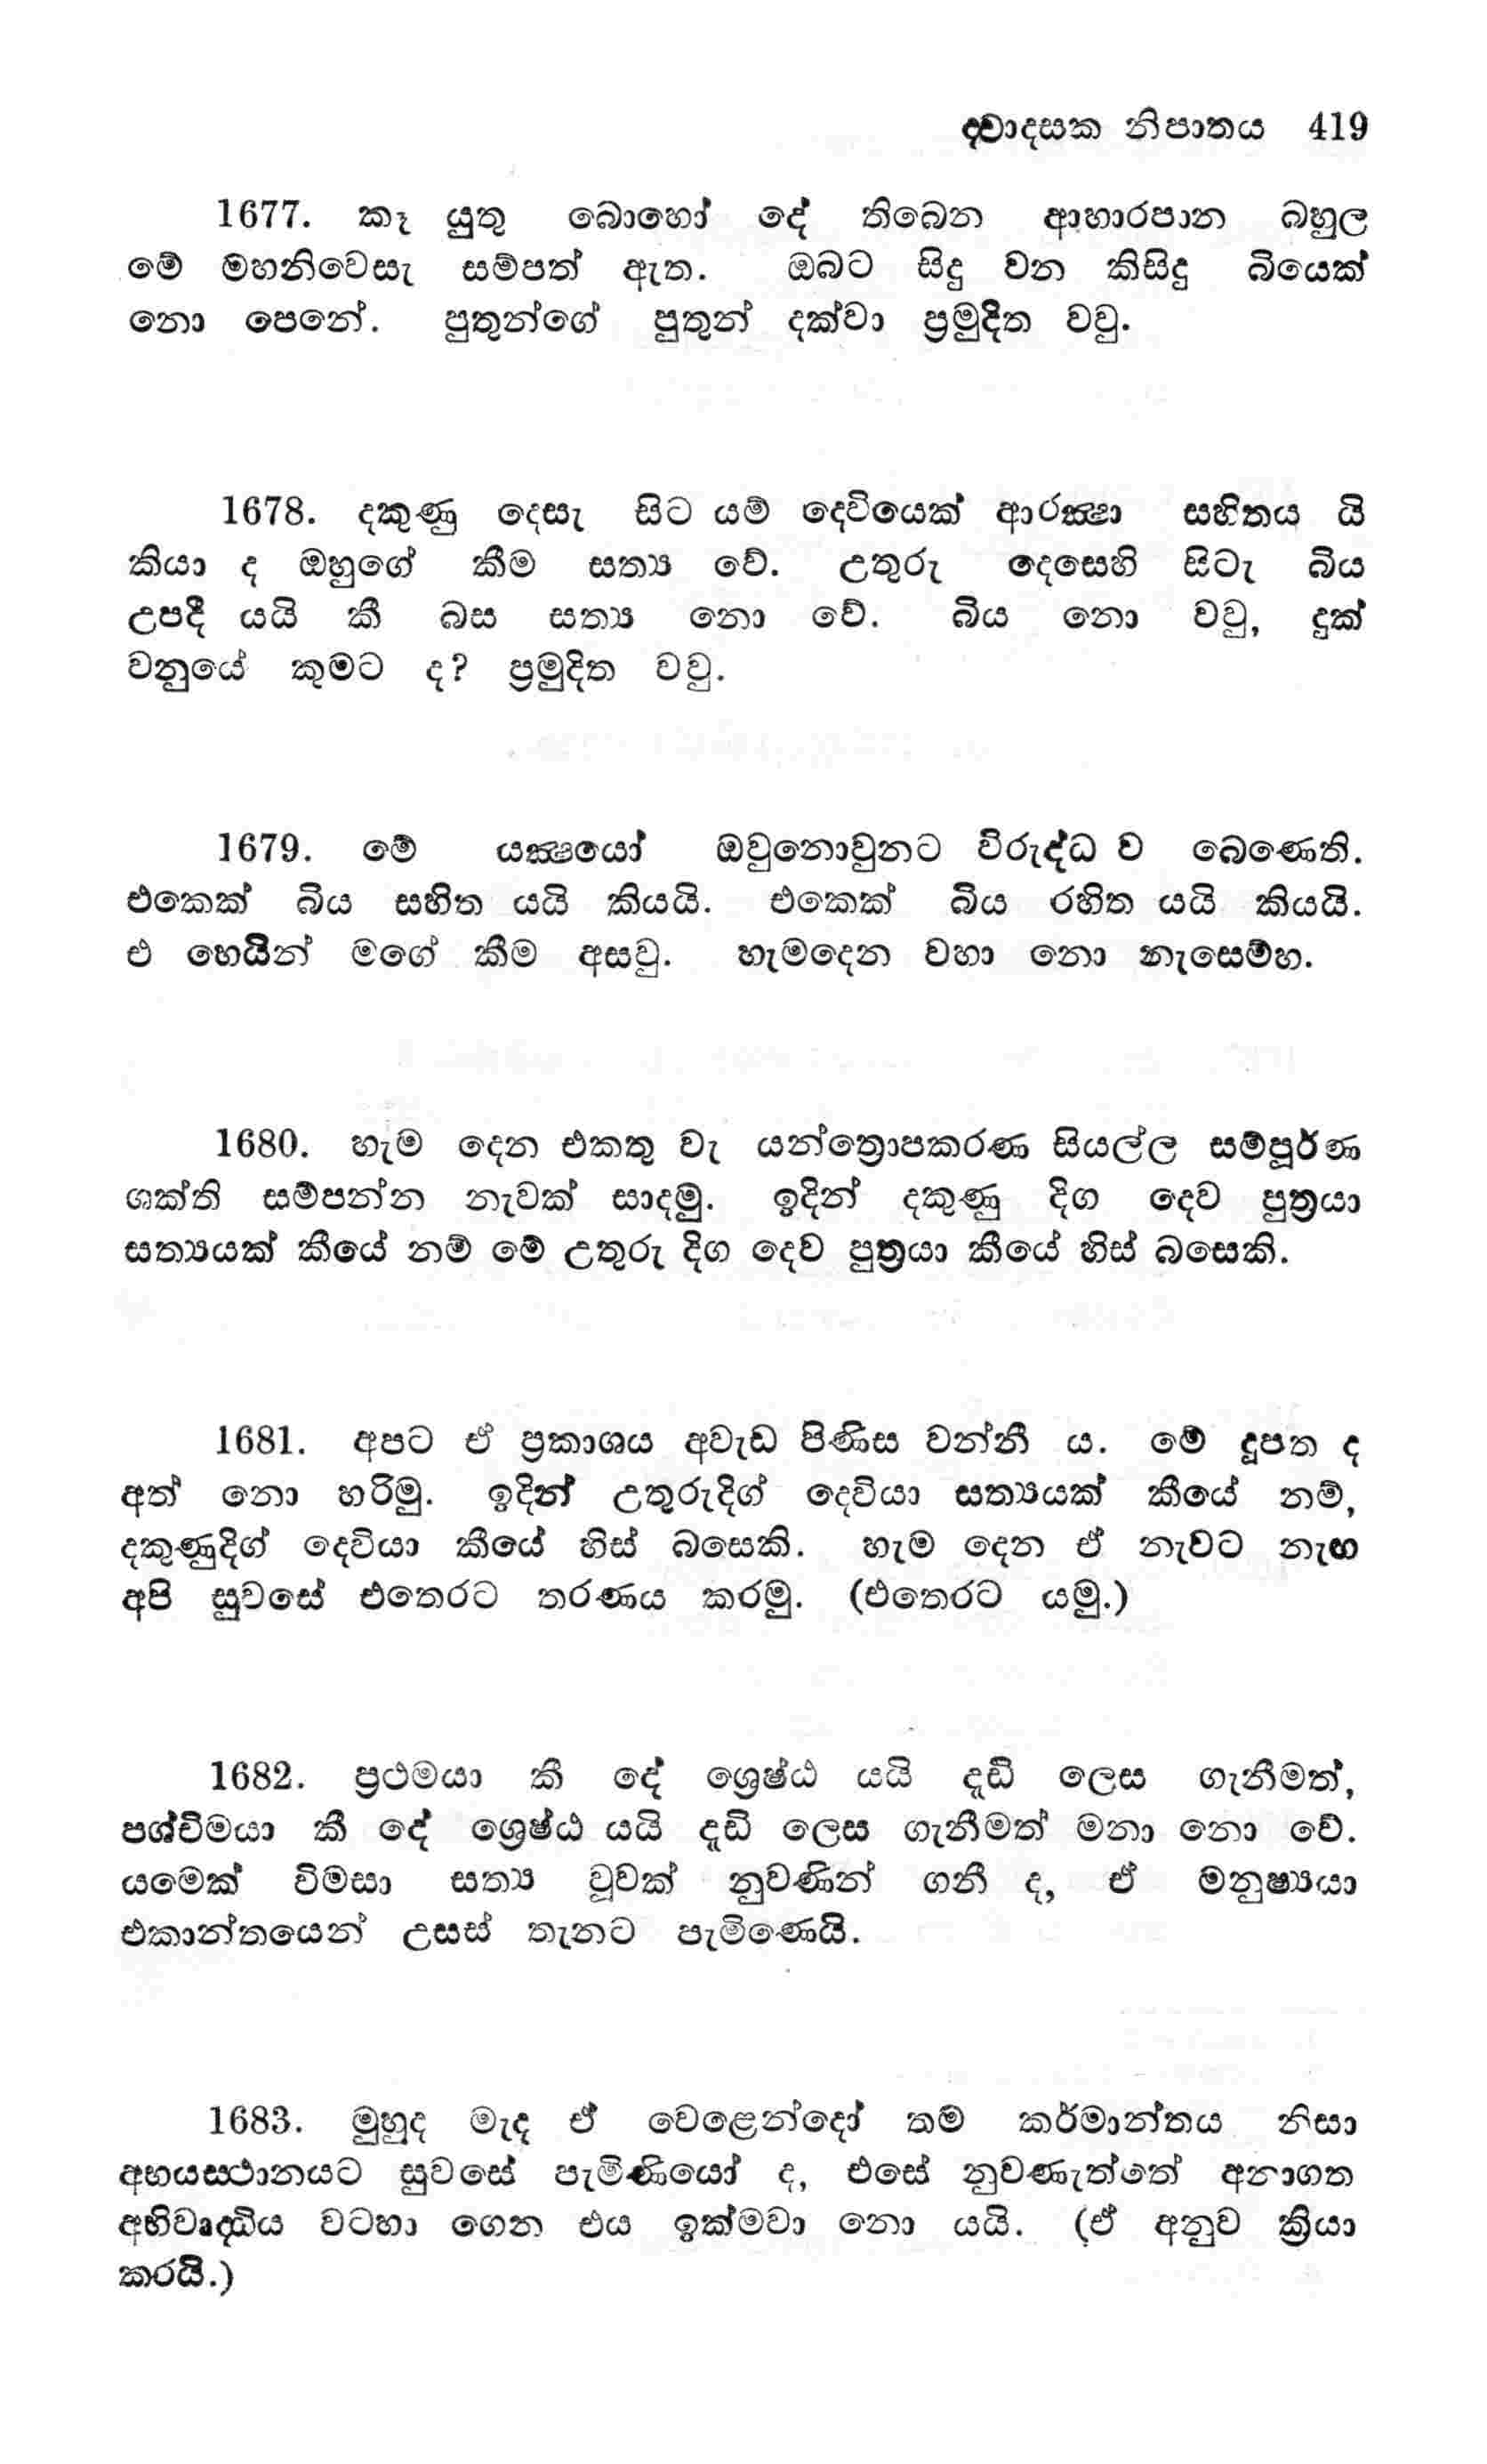 ද්වාදසක නිපාතය 419
1677. කෑ යුතු බොහෝ දේ තිබෙන ආහාරපාන බහුල
මේ මහනිවෙසැ සම්පත් ඇත. ඔබට සිදු වන කිසිදු බියෙක්
නො පෙනේ. පුතුන්ගේ පුතුන් දක්වා ප්‍රමුදිත වවු.
1678. දකුණු දෙසැ සිට යම් දෙවියෙක් ආරක්‍ෂා සහිතය යි
කියා ද ඔහුගේ කීම සත්‍ය වේ. උතුරු දෙසෙහි සිටැ බිය
උපදී යයි කී බස සත්‍ය නො වේ. බිය නො වවු, දුක්
වනුයේ කුමට ද? ප්‍රමුදිත වවු.
1679. මේ යක්‍ෂයෝ ඔවුනොවුනට විරුද්ධ ව බෙණෙති.
එකෙක් බිය සහිත යයි කියයි. එකෙක් බිය රහිත යයි කියයි.
එ හෙයින් මගේ කීම අසවු. හැමදෙන වහා නො නැසෙම්හ.
1680. හැම දෙන එකතු වැ යන්ත්‍රොපකරණ සියල්ල සම්පූර්ණ
ශක්ති සම්පන්න නැවක් සාදමු. ඉදින් දකුණු දිග දෙව පුත්‍රයා
සත්‍යයක් කීයේ නම් මේ උතුරු දිග දෙව පුත්‍රයා කීයේ හිස් බසෙකි.
1681. අපට ඒ ප්‍රකාශය අවැඩ පිණිස වන්නී ය. මේ දූපත ද
අත් නො හරිමු. ඉදින් උතුරුදිග් දෙවියා සත්‍යයක් කීයේ නම්,
දකුණුදිග් දෙවියා කීයේ හිස් බසෙකි. හැම දෙන ඒ නැවට නැඟ
අපි සුවසේ එතෙරට තරණය කරමු. (එතෙරට යමු.)
1682. ප්‍රථමයා කී දේ ශ්‍රෙෂ්ඨ යයි දැඩි ලෙස ගැනීමත්,
පශ්චිමයා කී දේ ශ්‍රෙෂ්ඨ යයි දැඩි ලෙස ගැනීමත් මනා නො වේ.
යමෙක් විමසා සත්‍ය වූවක් නුවණින් ගනී ද, ඒ මනුෂ්‍යයා
එකාන්තයෙන් උසස් තැනට පැමිණෙයි.
1683. මුහුද මැද ඒ වෙළෙන්දෝ තම කර්මාන්තය නිසා
අභයස්ථානයට සුවසේ පැමිණියෝ ද, එසේ නුවණැත්තේ අනාගත
අභිවෘද්ධිය වටහා ගෙන එය ඉක්මවා නො යයි. (ඒ අනුව ක්‍රියා
කරයි.)